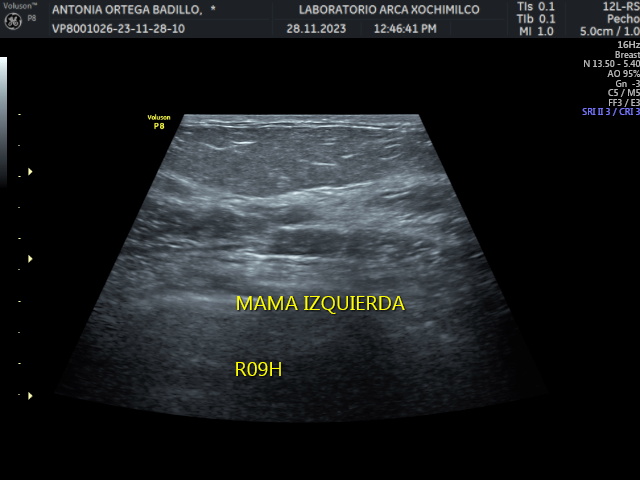 Voluson™
P8
ANTONIA ORTEGA BADILLO, *
LABORATORIO ARCA XOCHIMILCO
TIs 0.1
12L-RS
Tib 0.1
Pecho
VP8001026-23-11-28-10
28.11.2023
12:46:41 PM
MI 1.0
5.0cm / 1.0
16Hz
Breast
N 13.50 - 5.40
AO 95%
Gn -3
C5 / M5
FF3 / E3
SRI II 3 / CRI 3
Voluson
P8
MAMA IZQUIERDA
R09H